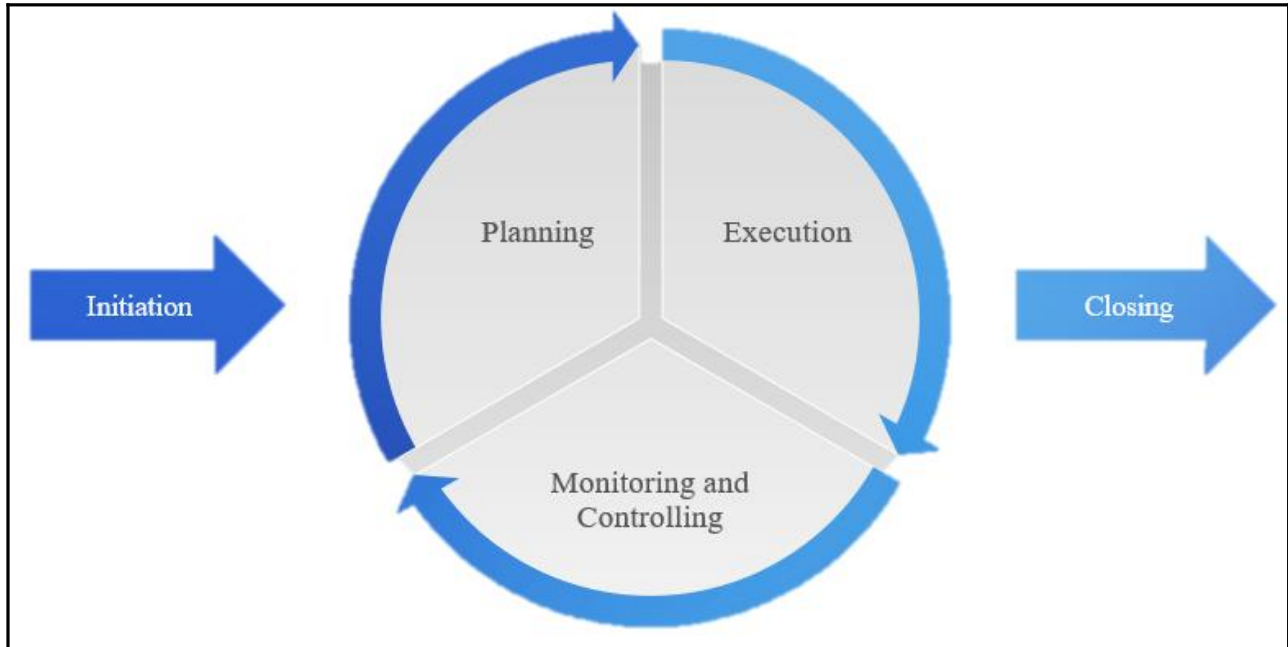 Initiation
Planning
Execution
Monitoring and
Controlling
Closing